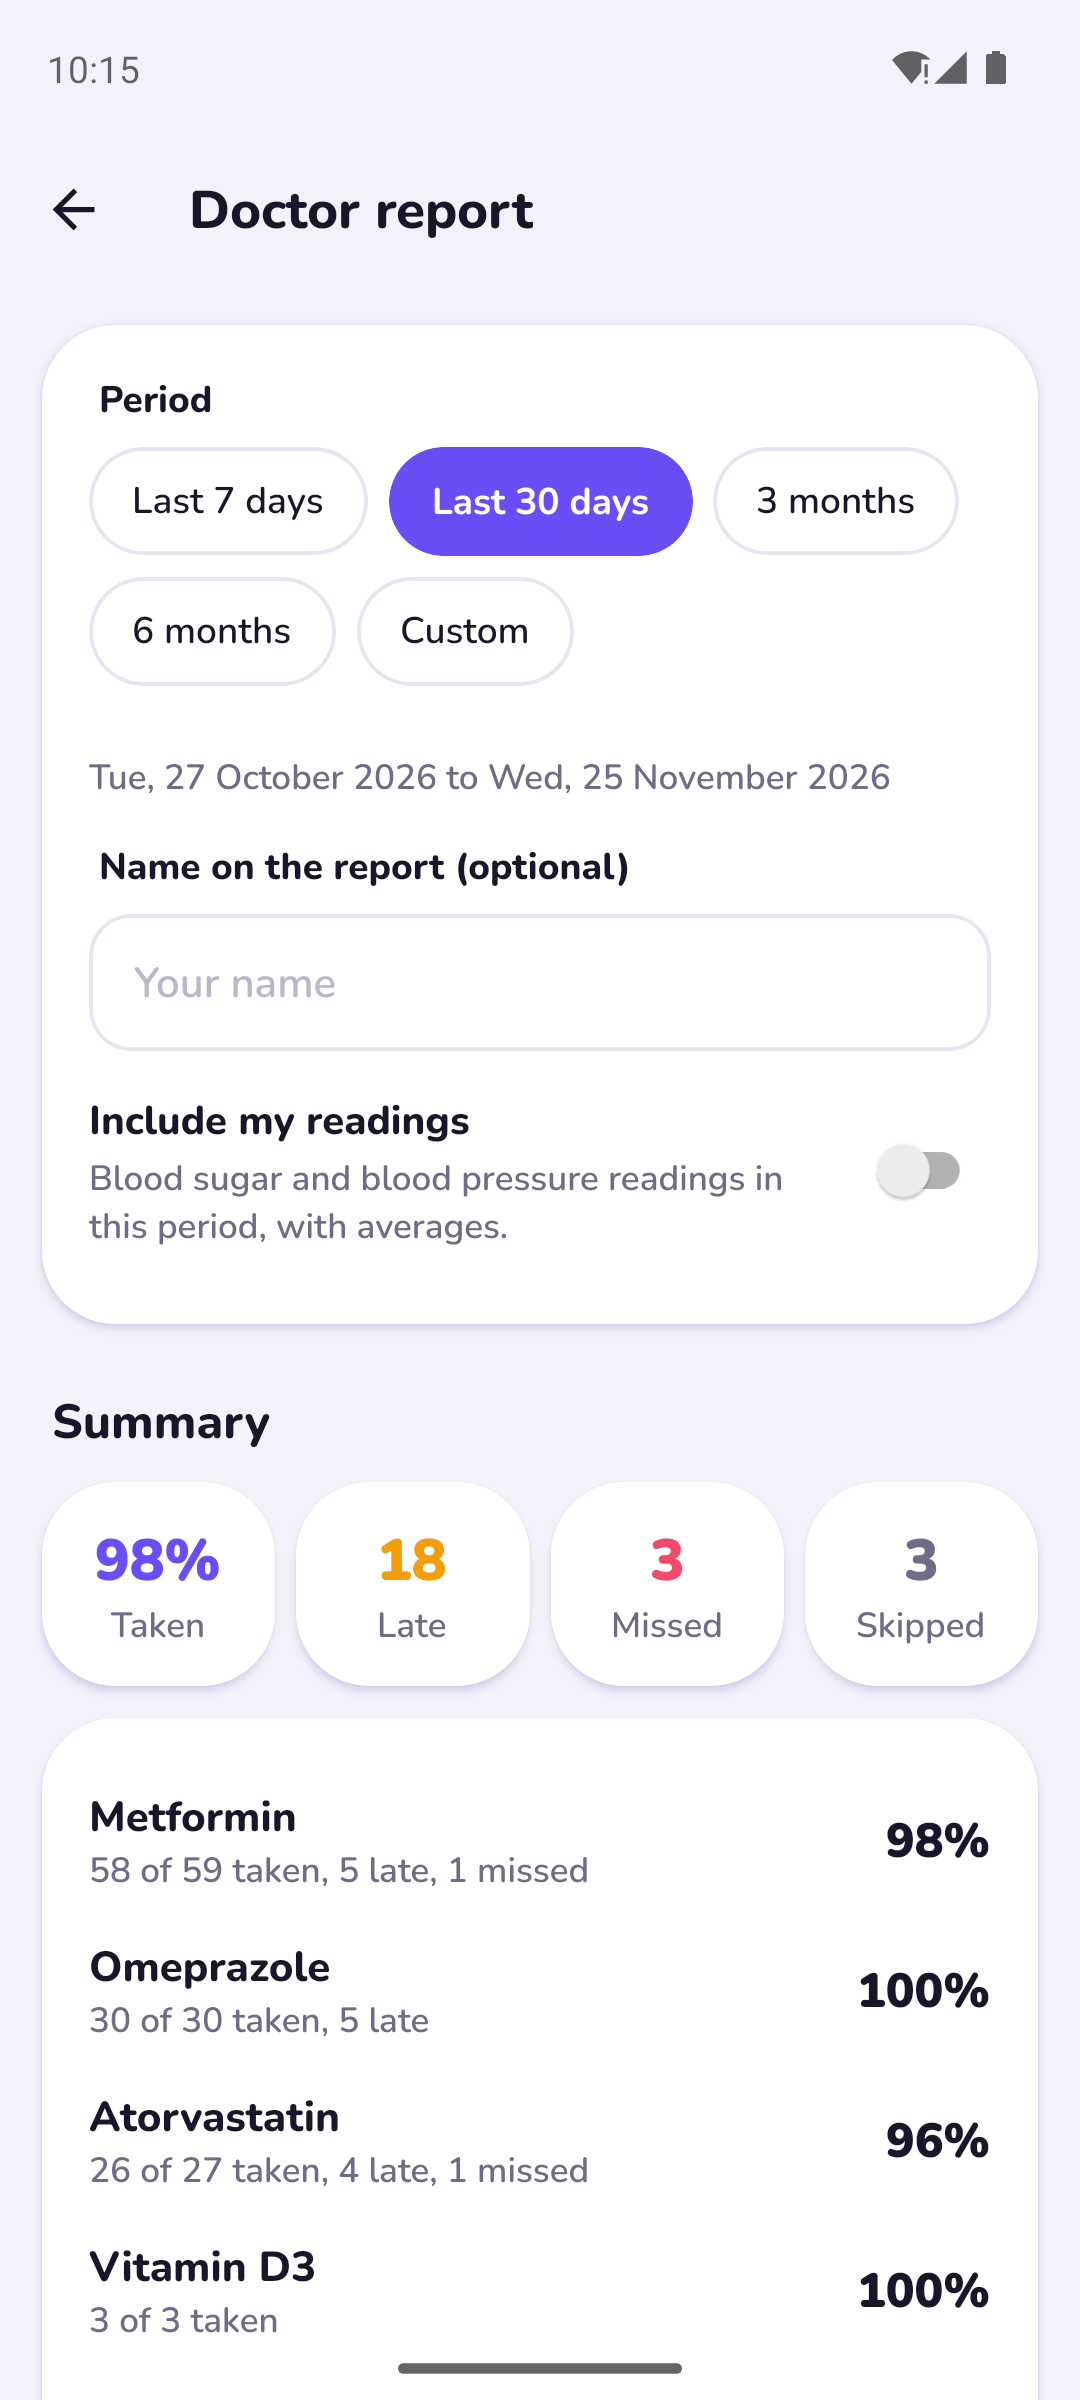 10:15
Doctor report
Period
Last 7 days
Last 30 days
3 months
6 months
Custom
Tue, 27 October 2026 to Wed, 25 November 2026
Name on the report (optional)
Your name
Include my readings
Blood sugar and blood pressure readings in
this period, with averages.
Summary
98%
Taken
18
Late
3
Missed
3
Skipped
Metformin
58 of 59 taken, 5 late, 1 missed
98%
Omeprazole
30 of 30 taken, 5 late
100%
Atorvastatin
26 of 27 taken, 4 late, 1 missed
96%
Vitamin D3
3 of 3 taken
100%